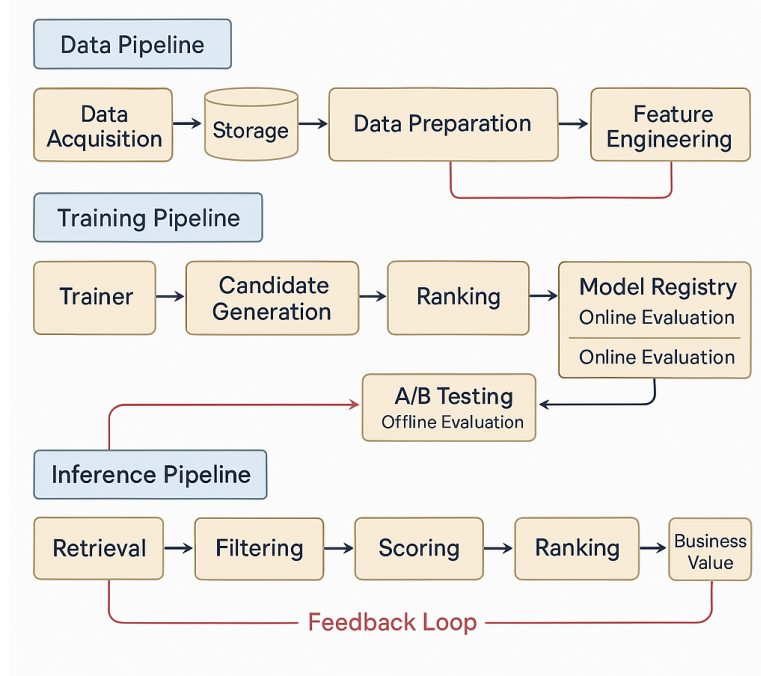 Data Pipeline
Data
Acquisition
Storage
Data Preparation
Feature
Engineering
Training Pipeline
Trainer
Candidate
Generation
Ranking
Model Registry
Online Evaluation
Online Evaluation
A/B Testing
Offline Evaluation
Inference Pipeline
Retrieval
Filtering
Scoring
Ranking
Business
Value
Feedback Loop